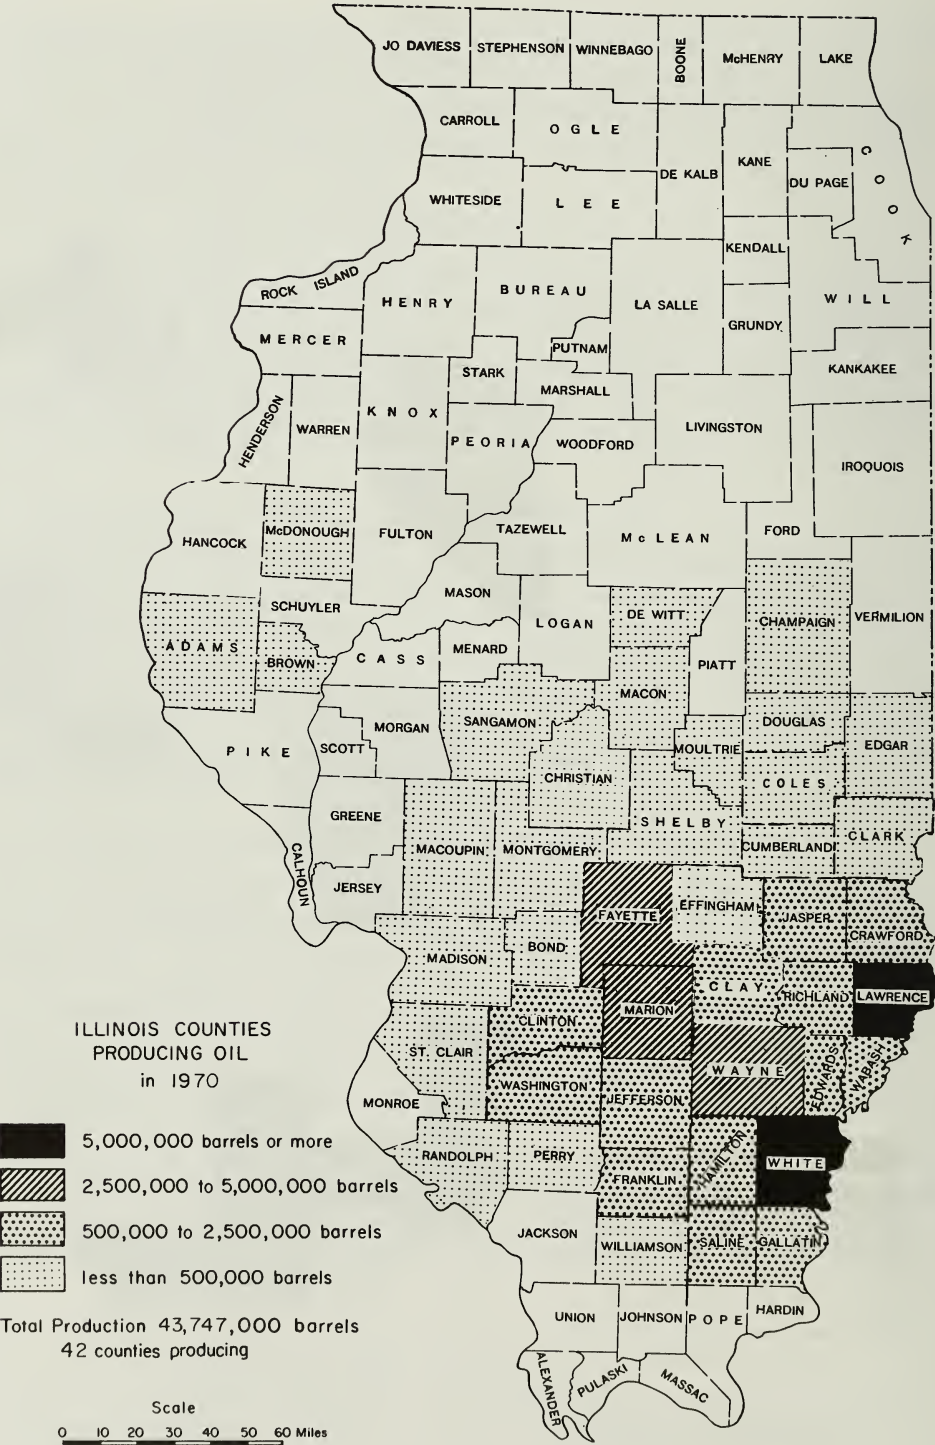 JO DAVIESS STEPHENSON WINNEBAGO BOONE McHENRY LAKE
CARROLL OGLE DE KALB KANE COOK
DU PAGE
WHITESIDE LEE
KENDALL
ROCK ISLAND HENRY BUREAU LA SALLE WILL
MERCER PUTNAM GRUNDY
STARK MARSHALL KANKAKEE
HENDERSON WARREN KNOX PEORIA WOODFORD LIVINGSTON
IROQUOIS
HANCOCK McDONOUGH FULTON TAZEWELL McLEAN FORD
MASON
SCHUYLER LOGAN DE WITT CHAMPAIGN VERMILION
ADAMS BROWN CASS MENARD PIATT
MACON
PIKE SCOTT MORGAN SANGAMON MOULTRIE DOUGLAS EDGAR
CHRISTIAN COLES
GREENE SHELBY
CALHOUN MACOUPIN MONTGOMERY CUMBERLAND CLARK
JERSEY
FAYETTE EFFINGHAM JASPER CRAWFORD
MADISON BOND
CLAY RICHLAND LAWRENCE
CLINTON MARION
ST. CLAIR WAYNE EDWARDS WABASH
WASHINGTON JEFFERSON
MONROE
RANDOLPH PERRY FRANKLIN HAMILTON WHITE
JACKSON WILLIAMSON SALINE GALLATIN
UNION JOHNSON POPE HARDIN
ALEXANDER PULASKI MASSAC
ILLINOIS COUNTIES
PRODUCING OIL
in 1970
5,000,000 barrels or more
2,500,000 to 5,000,000 barrels
500,000 to 2,500,000 barrels
less than 500,000 barrels
Total Production 43,747,000 barrels
42 counties producing
Scale
0 10 20 30 40 50 60 Miles